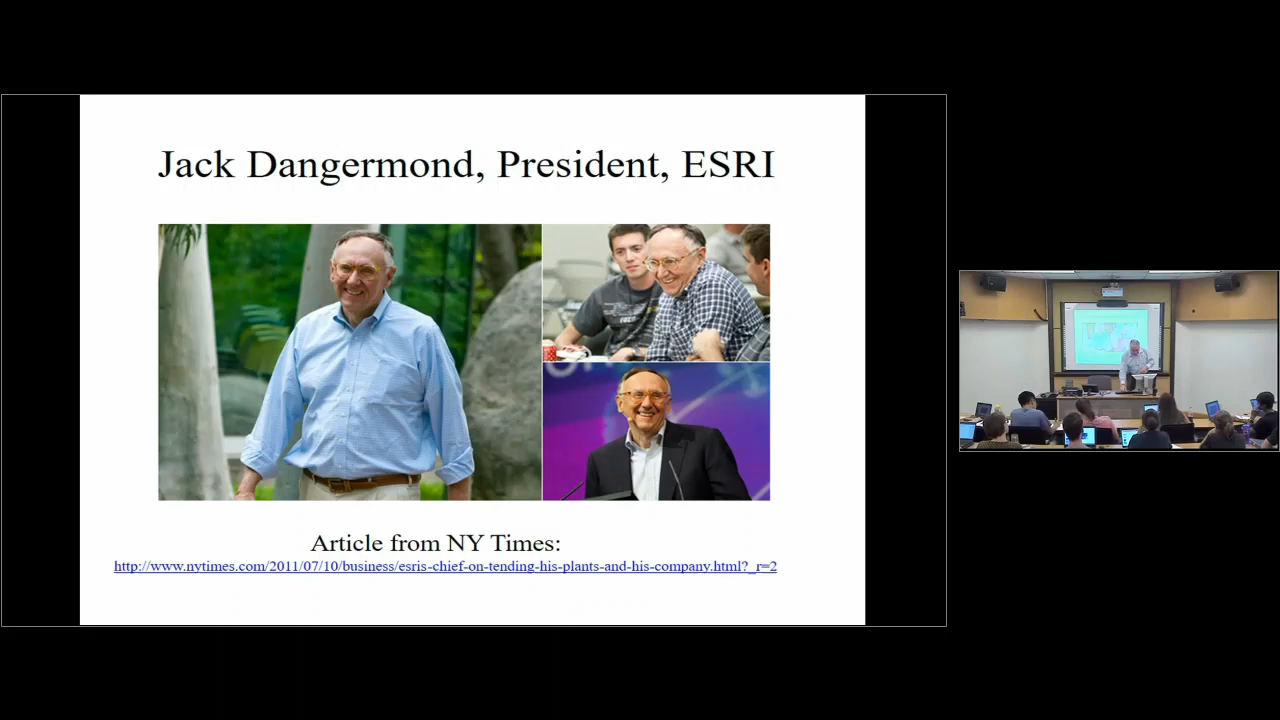 Jack Dangermond, President, ESRI
Article from NY Times:
http://www.nytimes.com/2011/07/10/business/esris-chief-on-tending-his-plants-and-his-company.html?_r=2